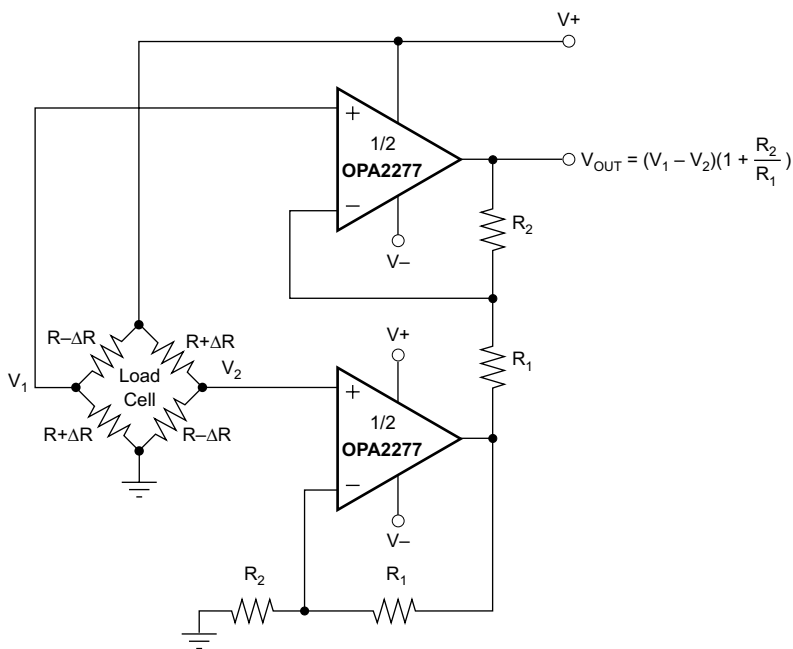 V+
+
1/2
OPA2277
−
V−
V_OUT = (V_1 – V_2)(1 + R_2/R_1)
R_2
R−ΔR
R+ΔR
V_1
Load
Cell
V_2
R+ΔR
R−ΔR
V+
R_1
+
1/2
OPA2277
−
V−
R_2
R_1